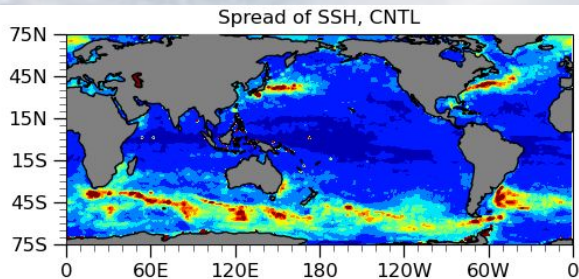 Spread of SSH, CNTL
75N
45N
15N
15S
45S
75S
0 60E 120E 180 120W 60W 0